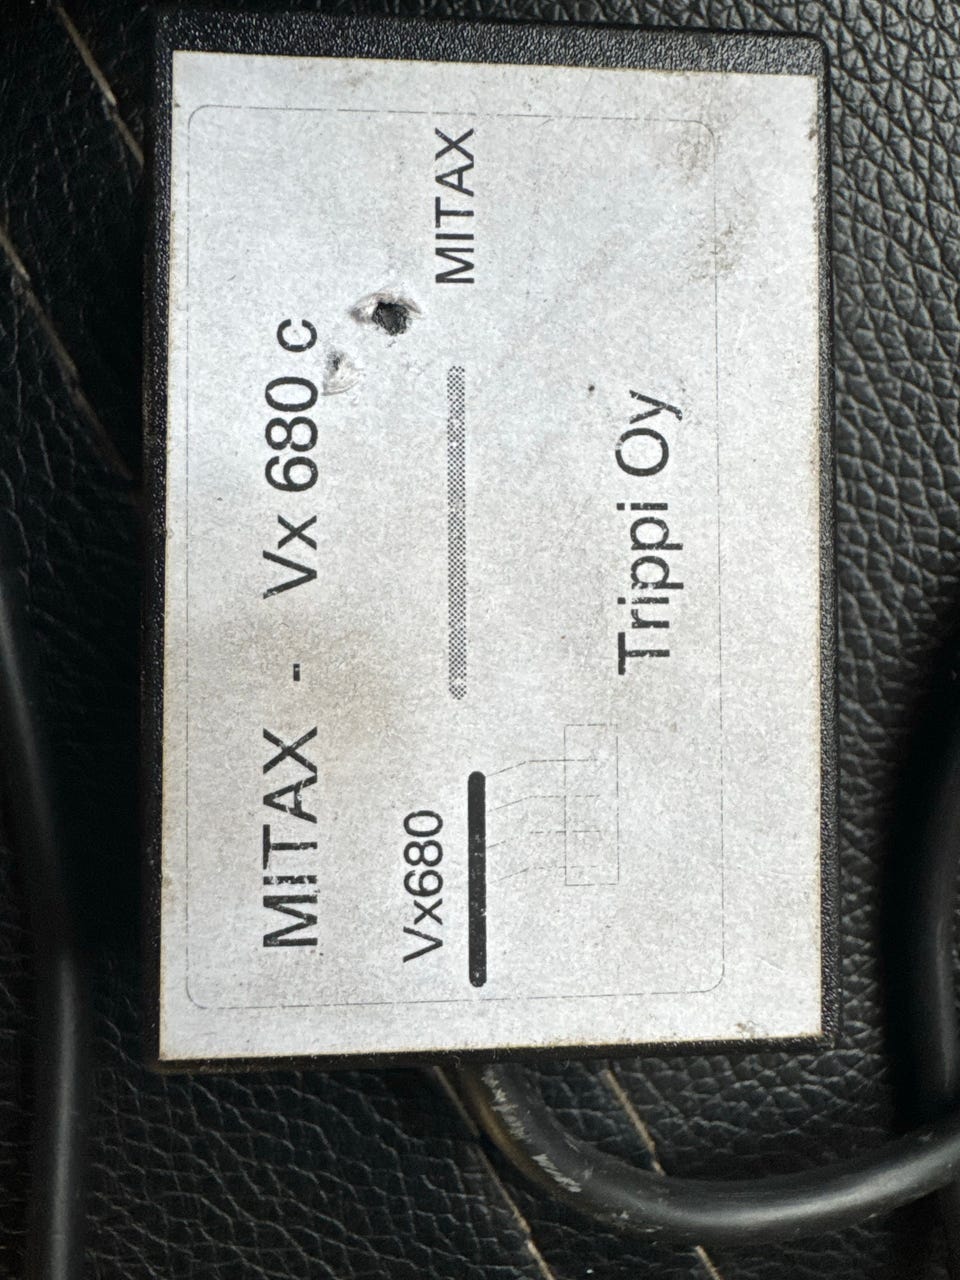 MITAX - Vx 680 c
Vx680
MITAX
Trippi Oy